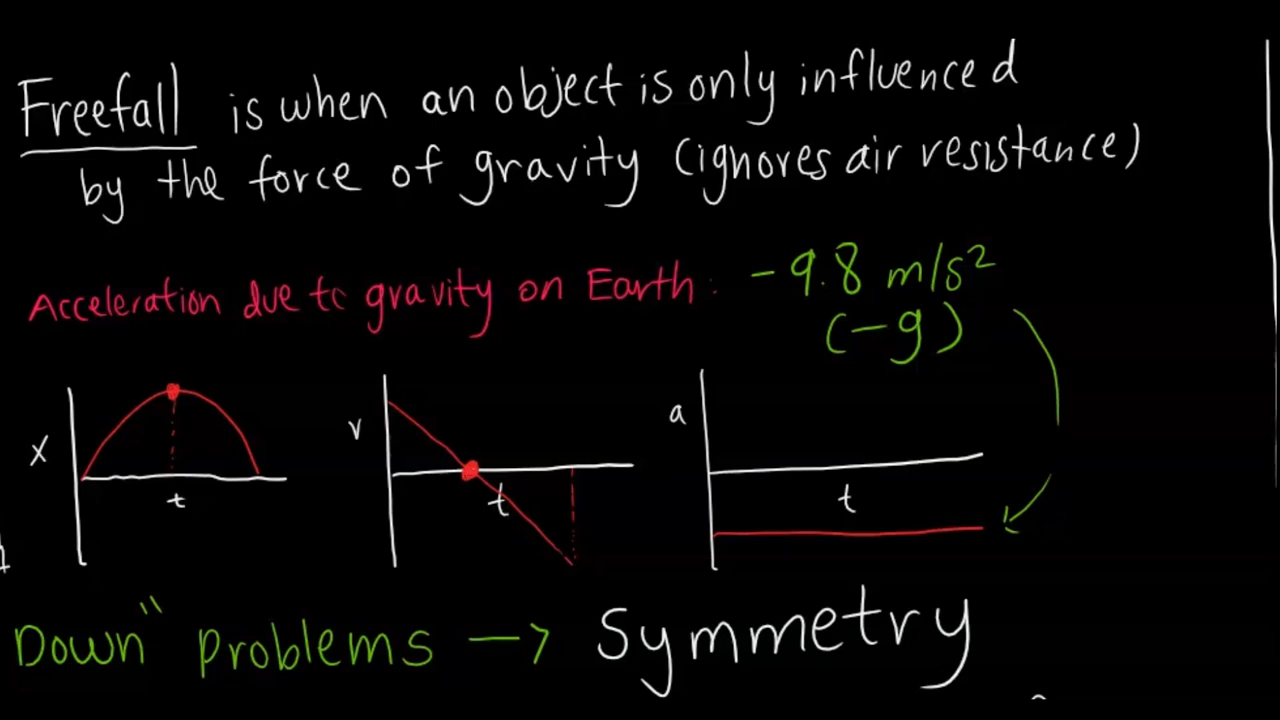 Freefall is when an object is only influenced
by the force of gravity (ignores air resistance)
Acceleration due to gravity on Earth: -9.8 m/s²
(-g)
x
t
v
t
a
t
Down" problems -> Symmetry